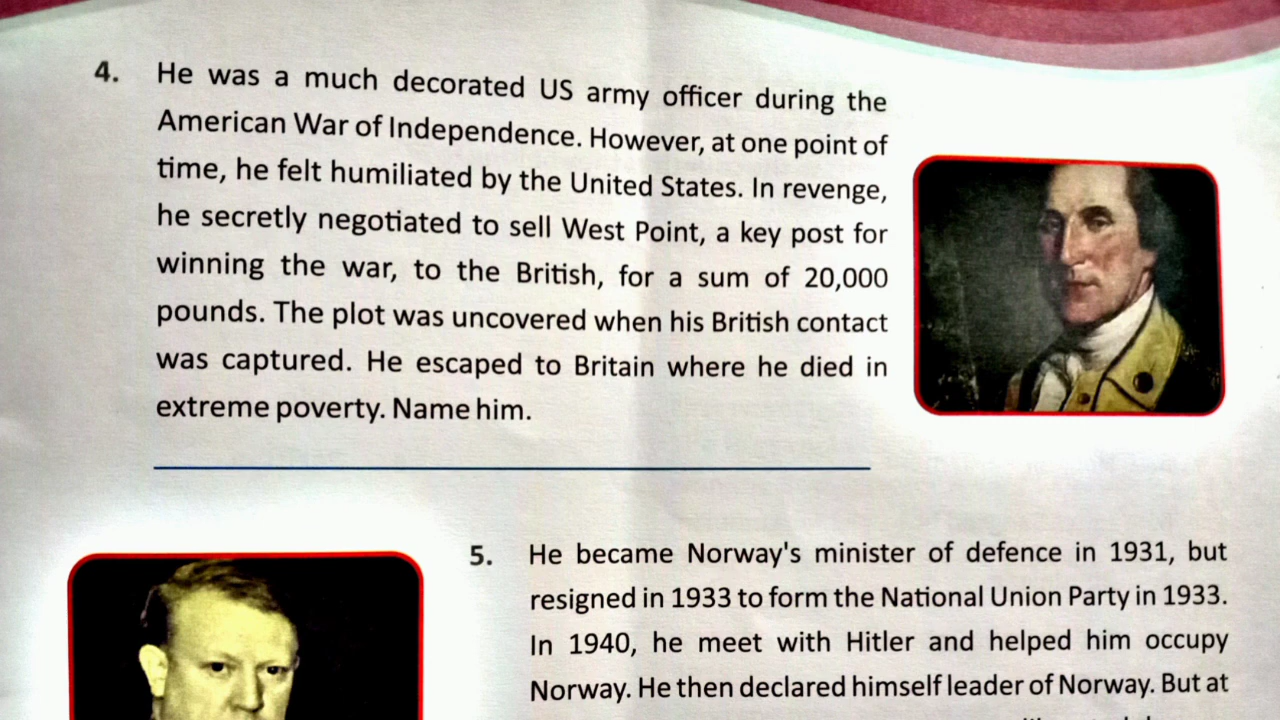 4. He was a much decorated US army officer during the
American War of Independence. However, at one point of
time, he felt humiliated by the United States. In revenge,
he secretly negotiated to sell West Point, a key post for
winning the war, to the British, for a sum of 20,000
pounds. The plot was uncovered when his British contact
was captured. He escaped to Britain where he died in
extreme poverty. Name him.
5. He became Norway's minister of defence in 1931, but
resigned in 1933 to form the National Union Party in 1933.
In 1940, he meet with Hitler and helped him occupy
Norway. He then declared himself leader of Norway. But at